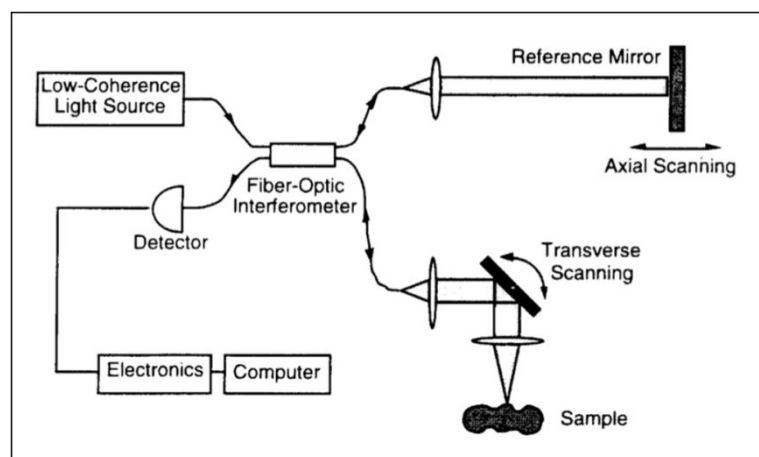 Low-Coherence
Light Source
Reference Mirror
Axial Scanning
Fiber-Optic
Interferometer
Detector
Transverse
Scanning
Electronics
Computer
Sample